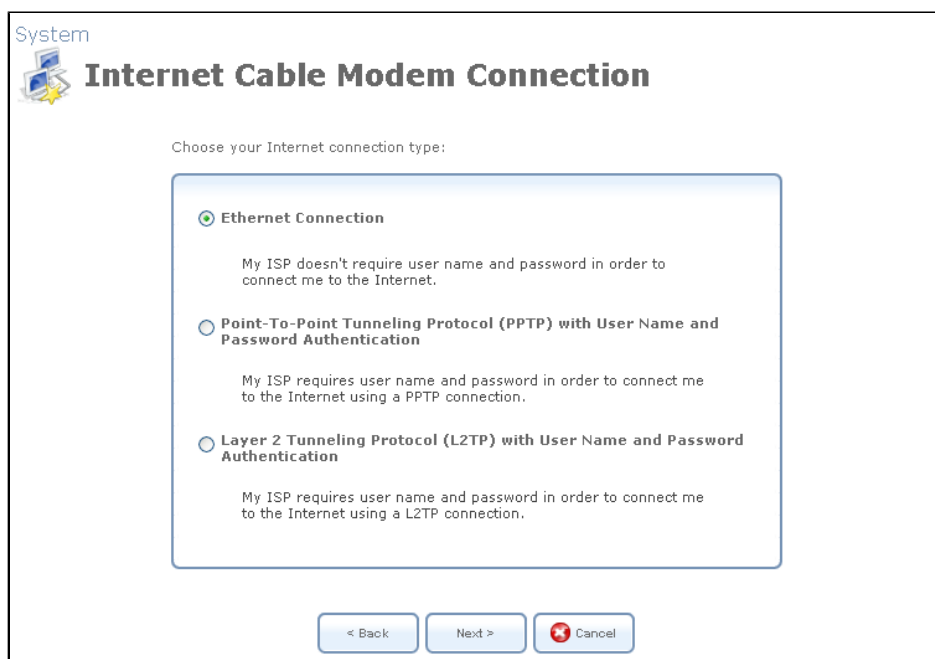 System
Internet Cable Modem Connection
Choose your Internet connection type:
Ethernet Connection
My ISP doesn't require user name and password in order to
connect me to the Internet.
Point-To-Point Tunneling Protocol (PPTP) with User Name and
Password Authentication
My ISP requires user name and password in order to connect me
to the Internet using a PPTP connection.
Layer 2 Tunneling Protocol (L2TP) with User Name and Password
Authentication
My ISP requires user name and password in order to connect me
to the Internet using a L2TP connection.
< Back
Next >
Cancel